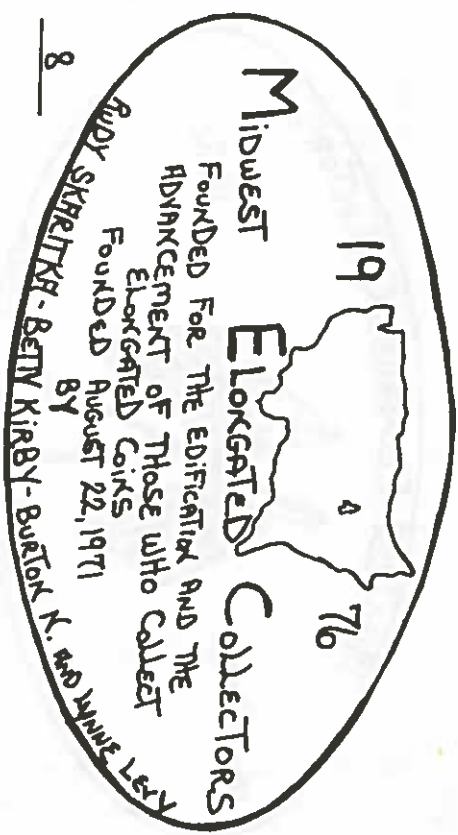 19 76
MIDWEST ELONGATED COLLECTORS
FOUNDED FOR THE EDIFICATION AND THE
ADVANCEMENT OF THOSE WHO COLLECT
ELONGATED COINS
FOUNDED AUGUST 22, 1971
BY
RUDY SKARITKA - BETTY KIRBY - BURTON N. AND LYNNE LEVY
8